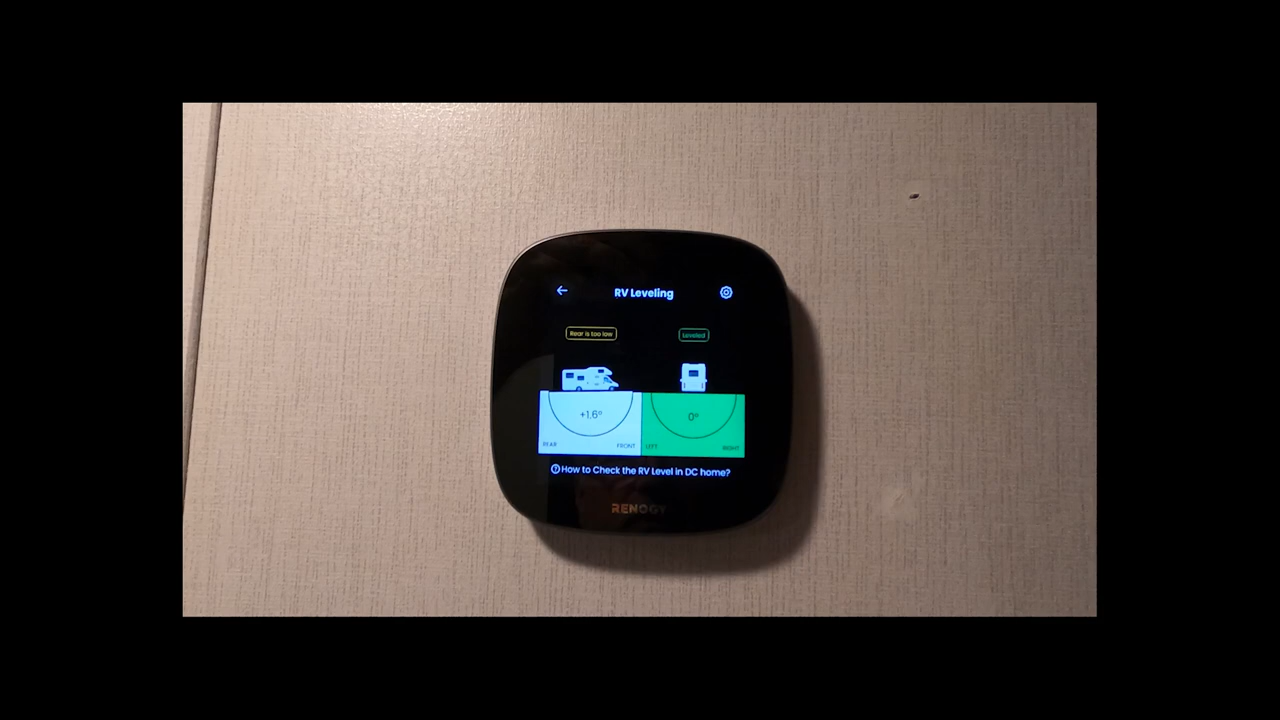 RV Leveling
Rear is too low
Leveled
+1.6°
0°
REAR
FRONT
LEFT
RIGHT
How to Check the RV Level in DC home?
RENOGY